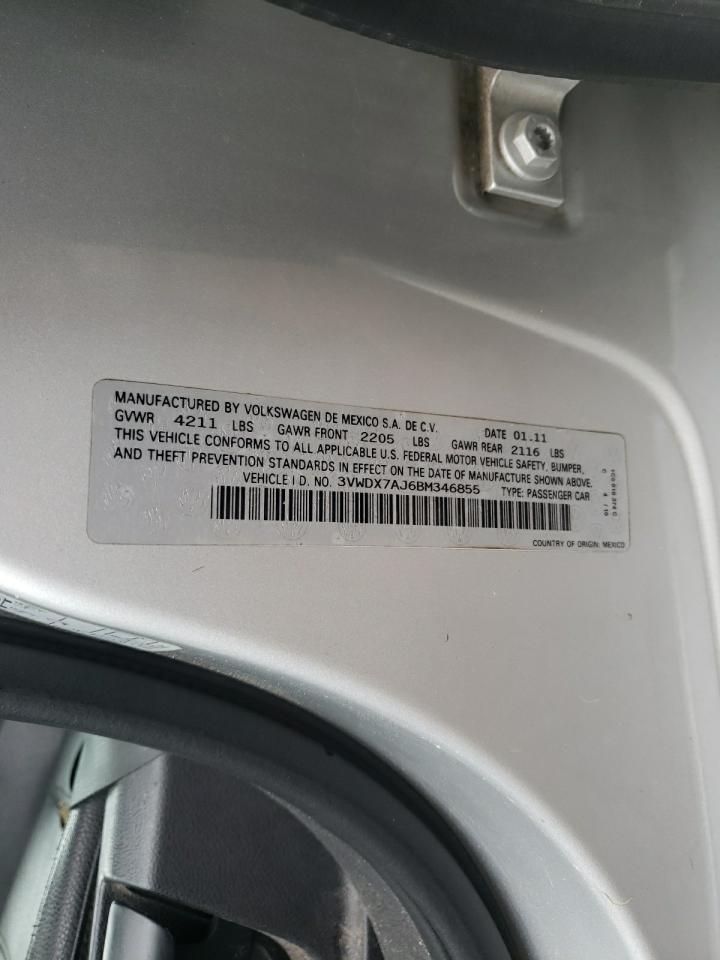 MANUFACTURED BY VOLKSWAGEN DE MEXICO S.A. DE C.V. DATE 01.11
GVWR 4211 LBS GAWR FRONT 2205 LBS GAWR REAR 2116 LBS
THIS VEHICLE CONFORMS TO ALL APPLICABLE U.S. FEDERAL MOTOR VEHICLE SAFETY, BUMPER,
AND THEFT PREVENTION STANDARDS IN EFFECT ON THE DATE OF MANUFACTURE SHOWN ABOVE.
VEHICLE I D. NO. 3VWDX7AJ6BM346855 TYPE: PASSENGER CAR
COUNTRY OF ORIGIN: MEXICO